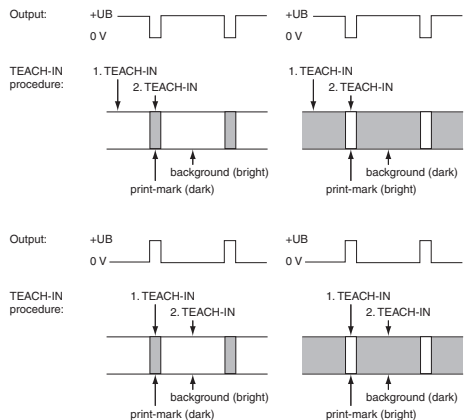 Output: +UB +UB
0 V 0 V
TEACH-IN procedure: 1. TEACH-IN 1. TEACH-IN
2. TEACH-IN 2. TEACH-IN
background (bright) background (dark)
print-mark (dark) print-mark (bright)
Output: +UB +UB
0 V 0 V
TEACH-IN procedure: 1. TEACH-IN 1. TEACH-IN
2. TEACH-IN 2. TEACH-IN
background (bright) background (dark)
print-mark (dark) print-mark (bright)